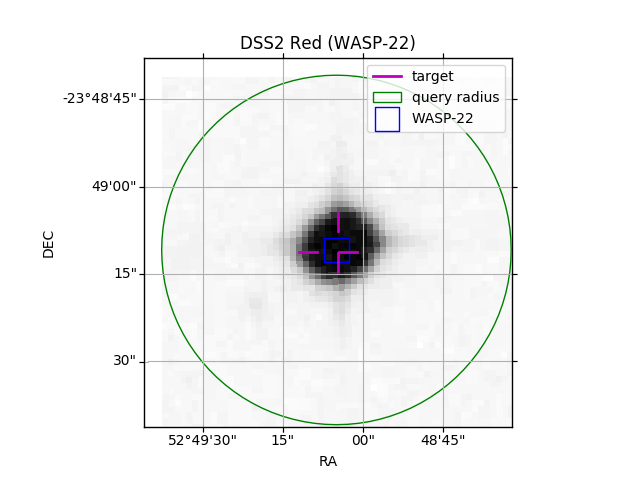 DSS2 Red (WASP-22)
target
query radius
WASP-22
-23°48'45"
49'00"
15"
30"
DEC
52°49'30"
15"
00"
48'45"
RA